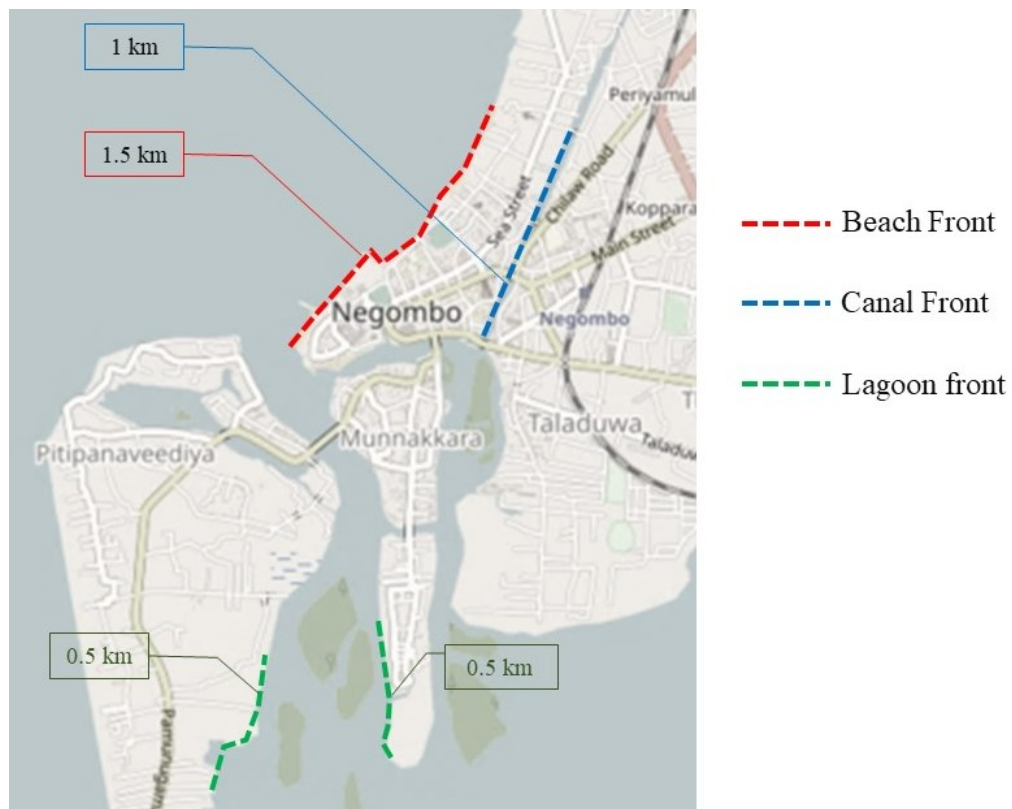 1 km
Periyamul
1.5 km
Sea Street
Chilaw Road
Koppara
Main Street
Beach Front
Negombo
Negombo
Canal Front
Munnakkara
Taladuwa
Lagoon front
Pitipanaveediya
Taladuw
0.5 km
0.5 km
Pamunugam